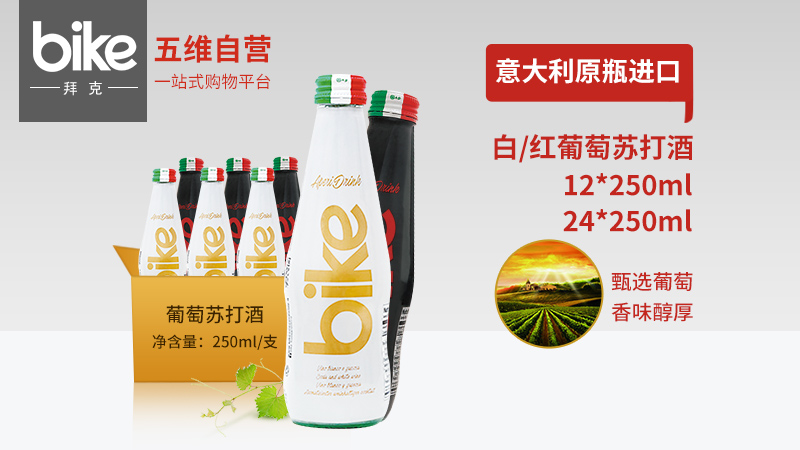 bike
拜克
五维自营
一站式购物平台
意大利原瓶进口
白/红葡萄苏打酒
12*250ml
24*250ml
甄选葡萄
香味醇厚
葡萄苏打酒
净含量：250ml/支
Aperi Drink
bike